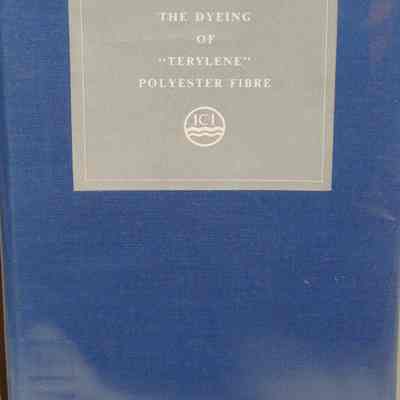 THE DYEING
OF
“TERYLENE”
POLYESTER FIBRE
ICI